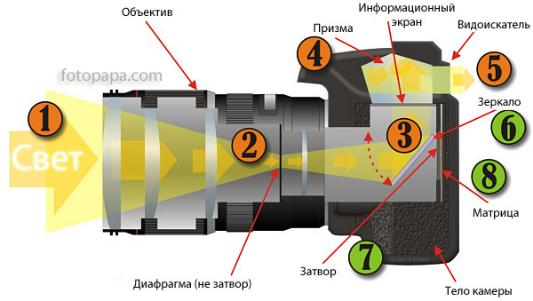 Объектив
Информационный
экран
Призма
Видоискатель
fotopapa.com
4
5
1
Зеркало
2
3
6
Свет
8
Матрица
7
Затвор
Диафрагма (не затвор)
Тело камеры